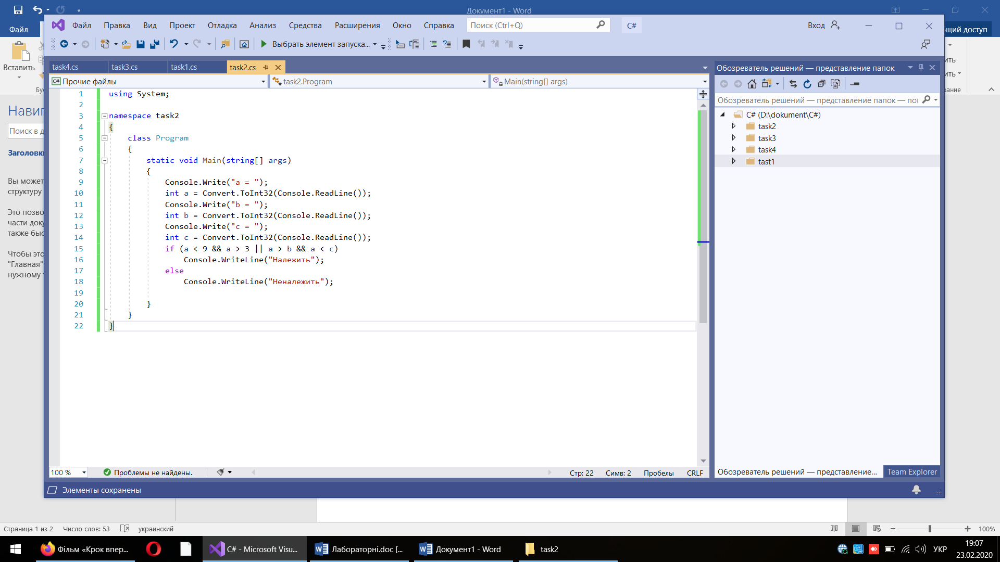 Документ1 - Word
Файл Правка Вид Проект Отладка Анализ Средства Расширения Окно Справка Поиск (Ctrl+Q) C# Вход
Файл
щий доступ
Выбрать элемент запуска...
Вставить
task4.cs task3.cs task1.cs task2.cs
Обозреватель решений — представление папок
C# Прочие файлы task2.Program Main(string[] args)
Обозреватель решений — представление папок —
C# (D:\dokument\C#)
task2
task3
task4
tast1
Поиск в д
Вы может
структуру
Это позво
части доку
также быс
Чтобы это
"Главная"
нужному
1 using System;
2
3 namespace task2
4 {
5 class Program
6 {
7 static void Main(string[] args)
8 {
9 Console.Write("a = ");
10 int a = Convert.ToInt32(Console.ReadLine());
11 Console.Write("b = ");
12 int b = Convert.ToInt32(Console.ReadLine());
13 Console.Write("c = ");
14 int c = Convert.ToInt32(Console.ReadLine());
15 if (a < 9 && a > 3 || a > b && a < c)
16 Console.WriteLine("Належить");
17 else
18 Console.WriteLine("Неналежить");
19
20 }
21 }
22 }
100 % Проблемы не найдены. Стр: 22 Симв: 2 Пробелы CRLF
Обозреватель решений — представление... Team Explorer
Элементы сохранены
Страница 1 из 2 Число слов: 53 украинский 100%
Фільм «Крок впер... C# - Microsoft Visu... Лабораторні.doc [... Документ1 - Word task2 УКР 19:07
23.02.2020